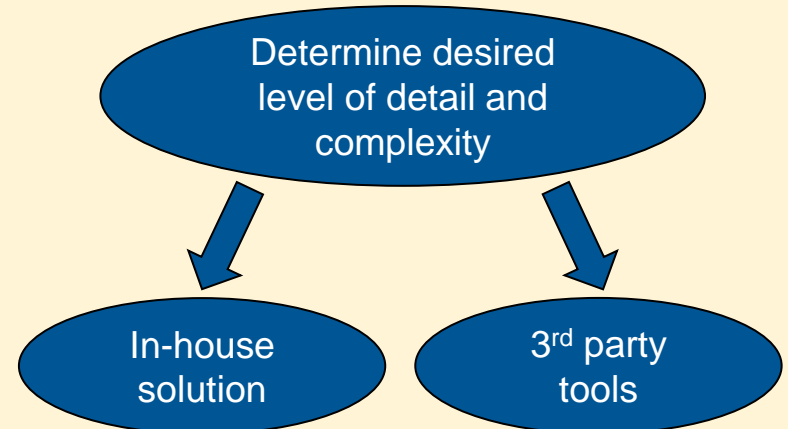 Determine desired
level of detail and
complexity
In-house
solution
3rd party
tools